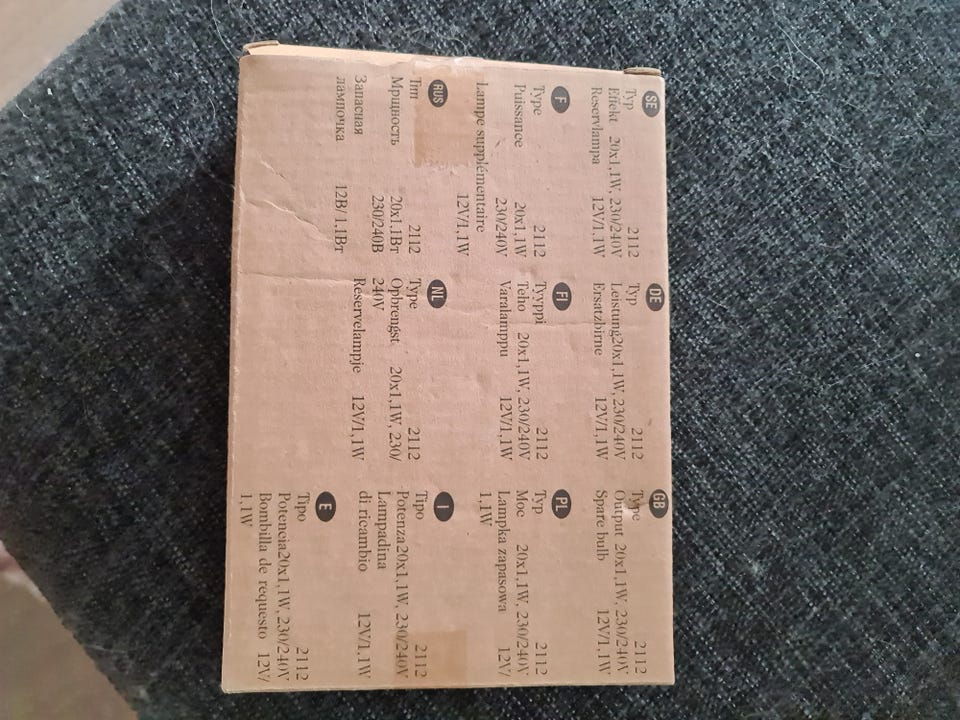 SE
Typ 2112
Effekt 20x1,1W, 230/240V
Reservlampa 12V/1,1W
DE
Typ 2112
Leistung20x1,1W, 230/240V
Ersatzbirne 12V/1,1W
GB
Type 2112
Output 20x1,1W, 230/240V
Spare bulb 12V/1,1W
F
Type 2112
Puissance 20x1,1W
230/240V
Lampe supplémentaire
12V/1,1W
FI
Tyyppi 2112
Teho 20x1,1W, 230/240V
Varalamppu 12V/1,1W
PL
Typ 2112
Moc 20x1,1W, 230/240V
Lampka zapasowa 12V/
1,1W
RUS
Тип 2112
Мрщность 20x1.1Вт
230/240В
Запасная
лампочка 12В/ 1.1Вт
NL
Type 2112
Opbrengst. 20x1,1W, 230/
240V
Reservelampje 12V/1,1W
I
Tipo 2112
Potenza20x1,1W, 230/240V
Lampadina
di ricambio 12V/1,1W
E
Tipo 2112
Potencia20x1,1W, 230/240V
Bombilla de requesto 12V/
1,1W